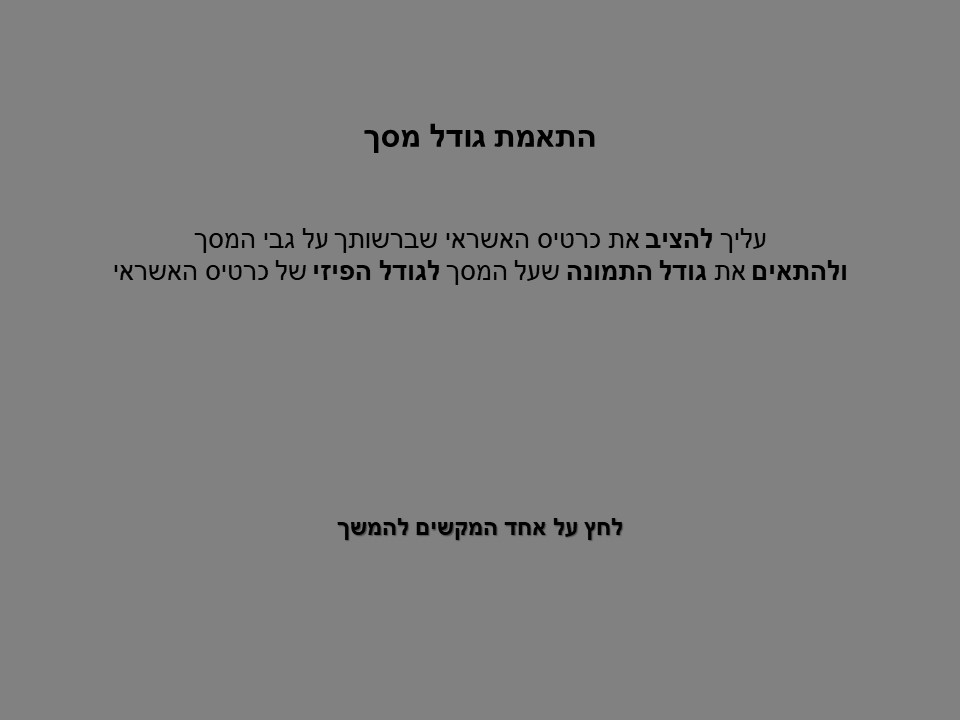 התאמת גודל מסך
עליך להציב את כרטיס האשראי שברשותך על גבי המסך
ולהתאים את גודל התמונה שעל המסך לגודל הפיזי של כרטיס האשראי
לחץ על אחד המקשים להמשך